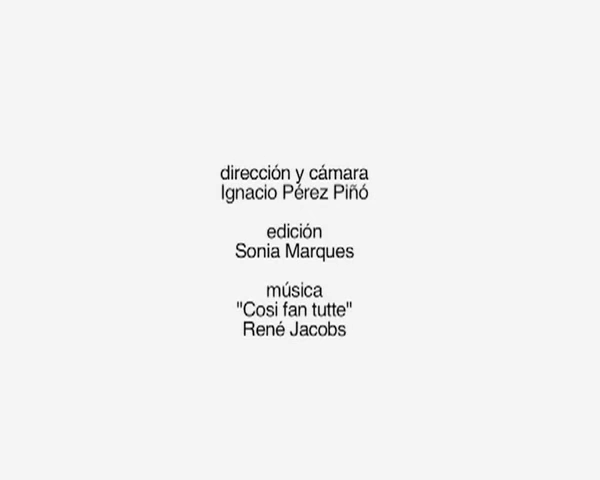 dirección y cámara
Ignacio Pérez Piñó
edición
Sonia Marques
música
"Cosi fan tutte"
René Jacobs